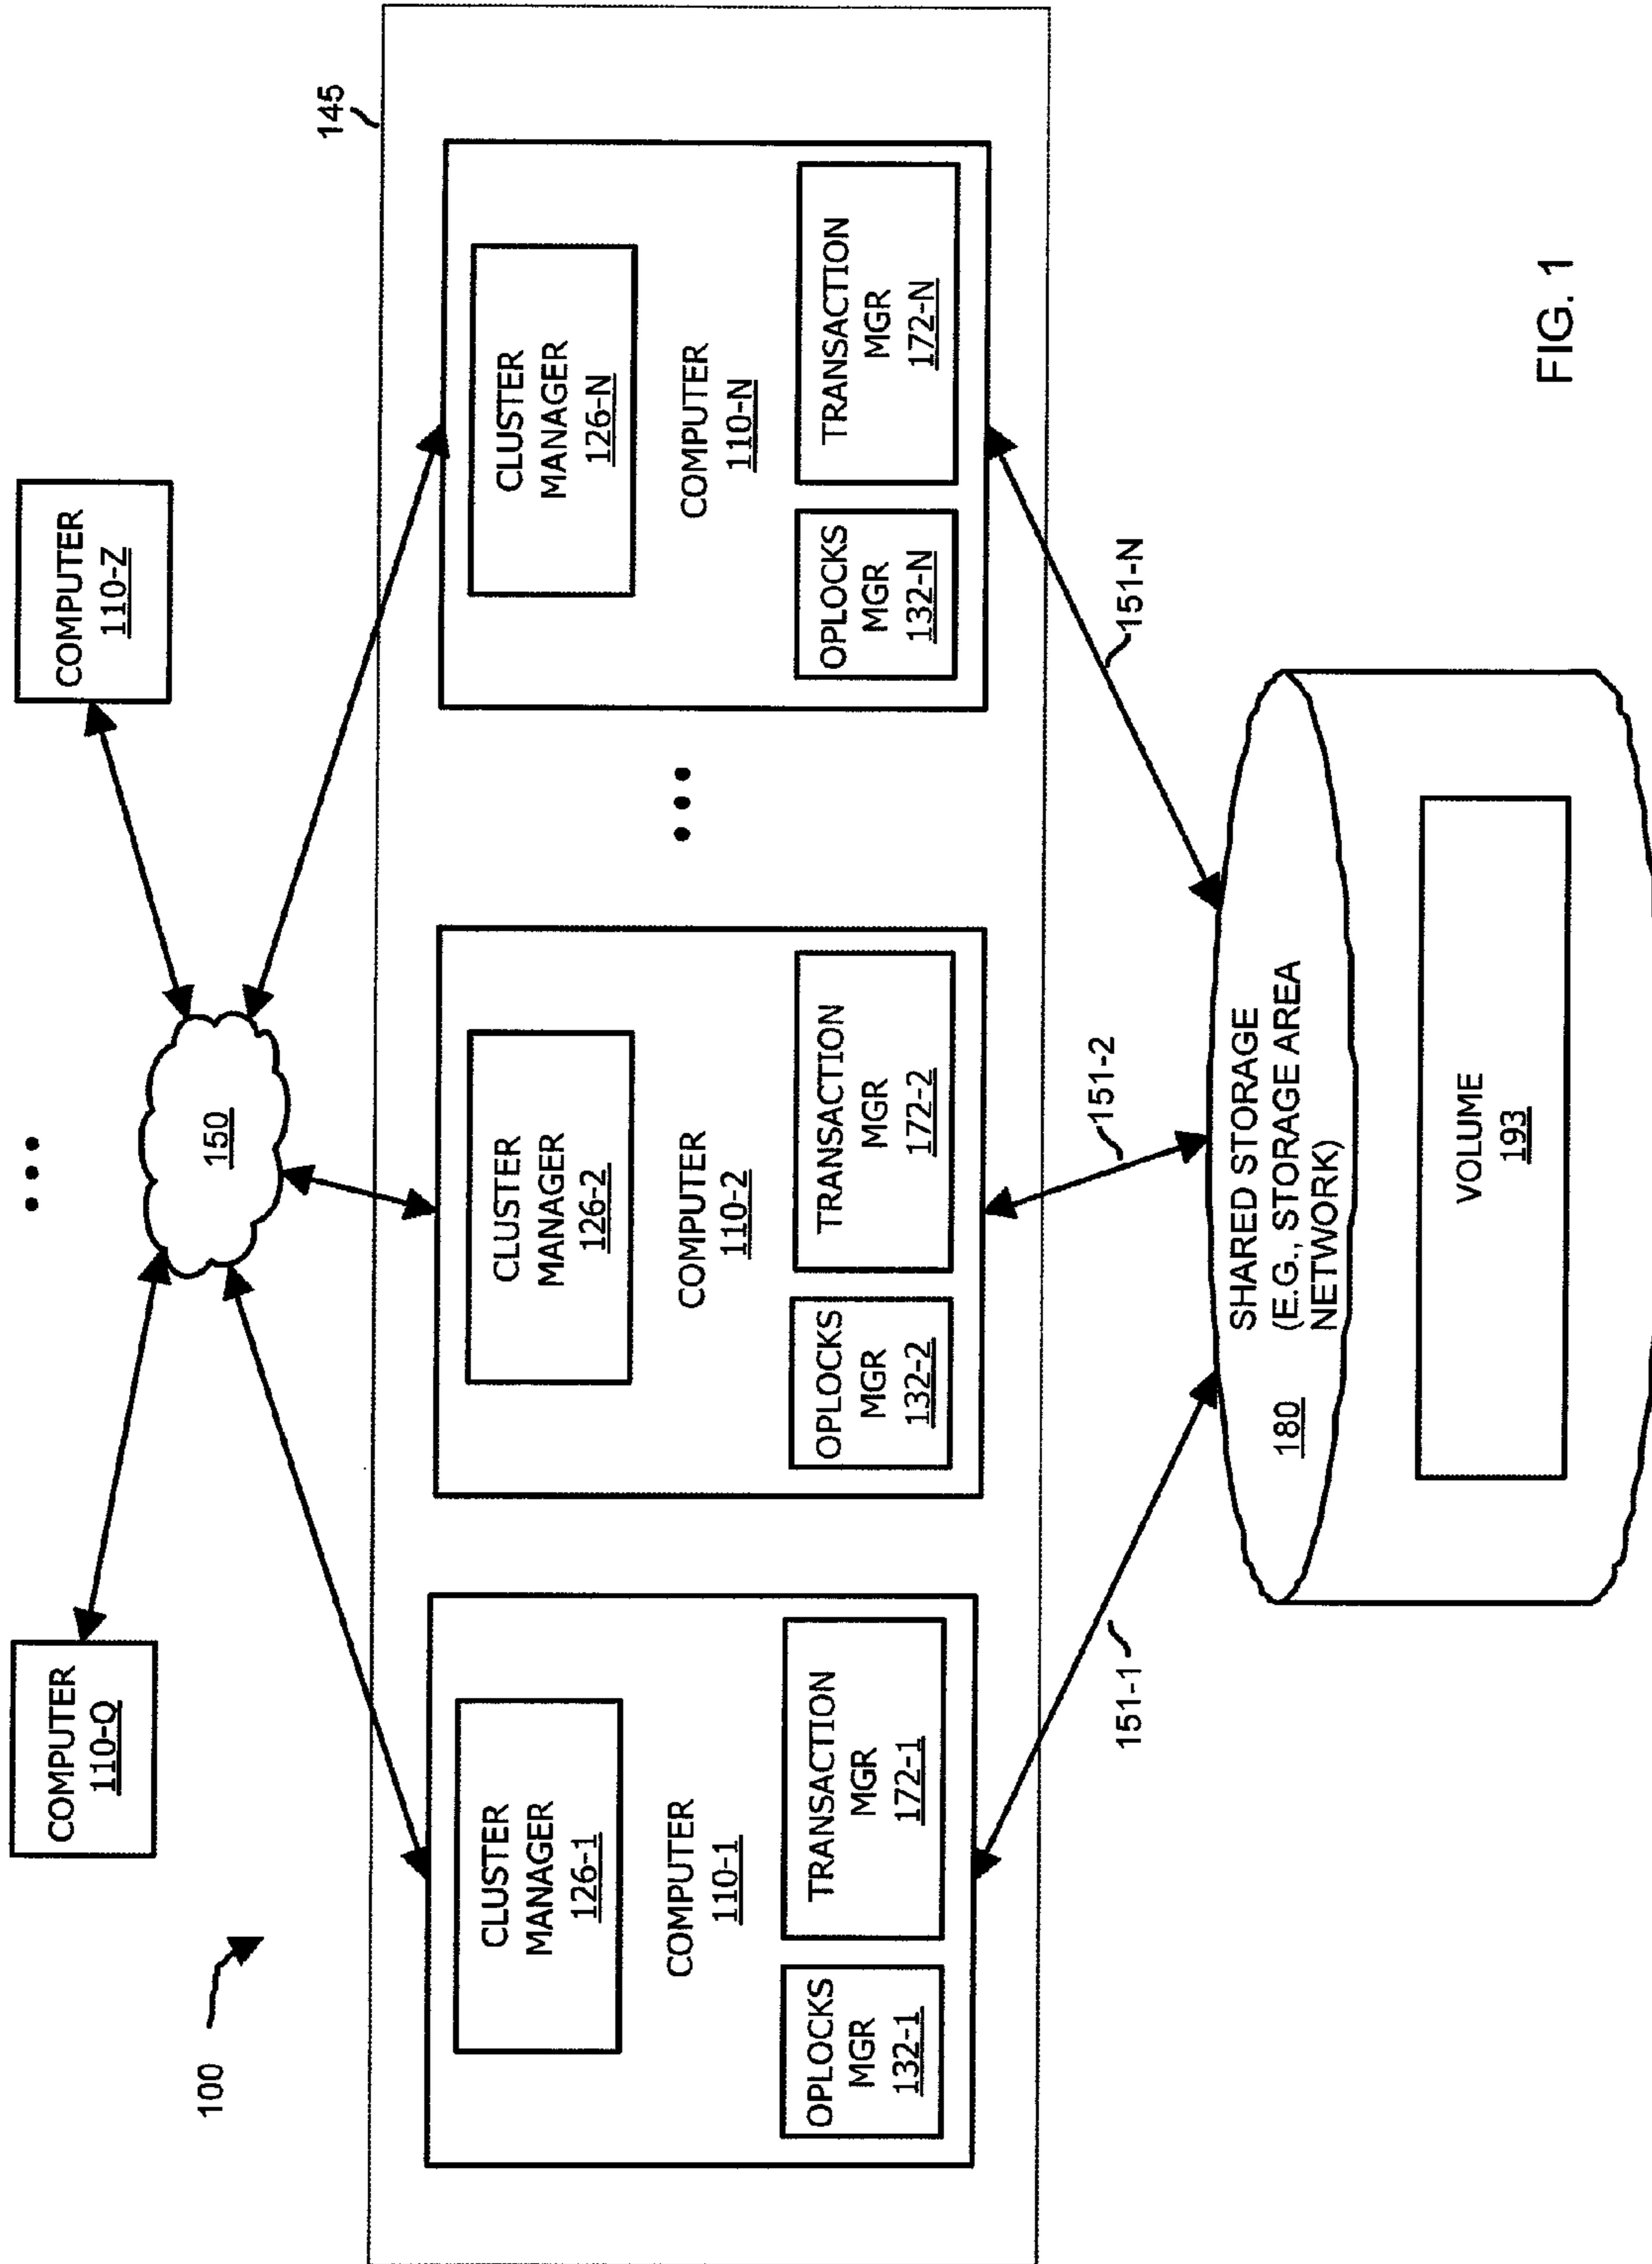 100
COMPUTER
110-Q
•••
COMPUTER
110-Z
150
145
CLUSTER
MANAGER
126-1
COMPUTER
110-1
OPLOCKS
MGR
132-1
TRANSACTION
MGR
172-1
CLUSTER
MANAGER
126-2
COMPUTER
110-2
OPLOCKS
MGR
132-2
TRANSACTION
MGR
172-2
•••
CLUSTER
MANAGER
126-N
COMPUTER
110-N
OPLOCKS
MGR
132-N
TRANSACTION
MGR
172-N
151-1
151-2
151-N
180
SHARED STORAGE
(E.G., STORAGE AREA
NETWORK)
VOLUME
193
FIG. 1